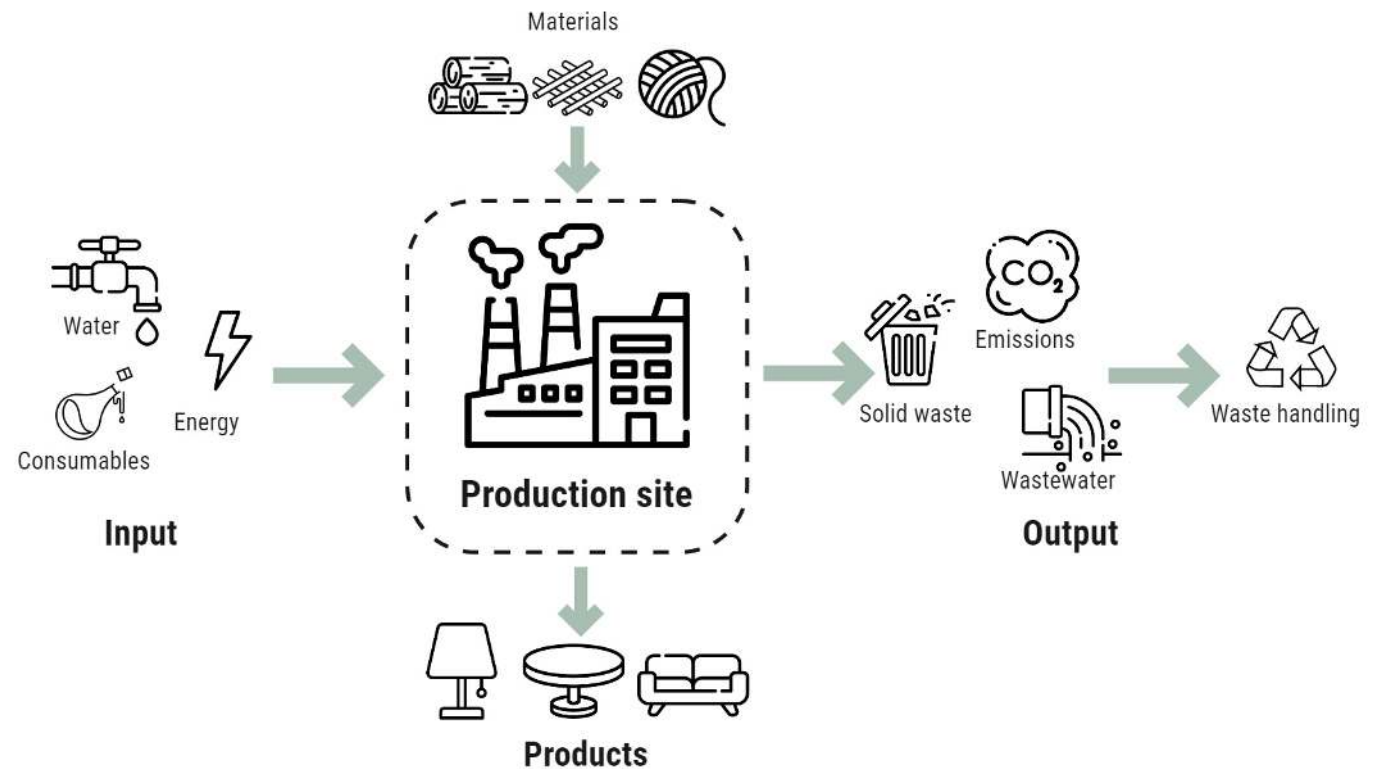 Materials
Water
Energy
Consumables
Input
Production site
CO2
Emissions
Solid waste
Wastewater
Output
Waste handling
Products